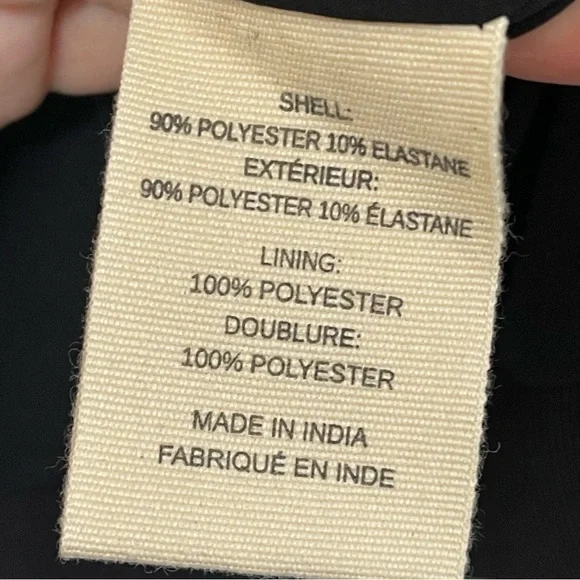 SHELL:
90% POLYESTER 10% ELASTANE
EXTÉRIEUR:
90% POLYESTER 10% ÉLASTANE
LINING:
100% POLYESTER
DOUBLURE:
100% POLYESTER
MADE IN INDIA
FABRIQUÉ EN INDE